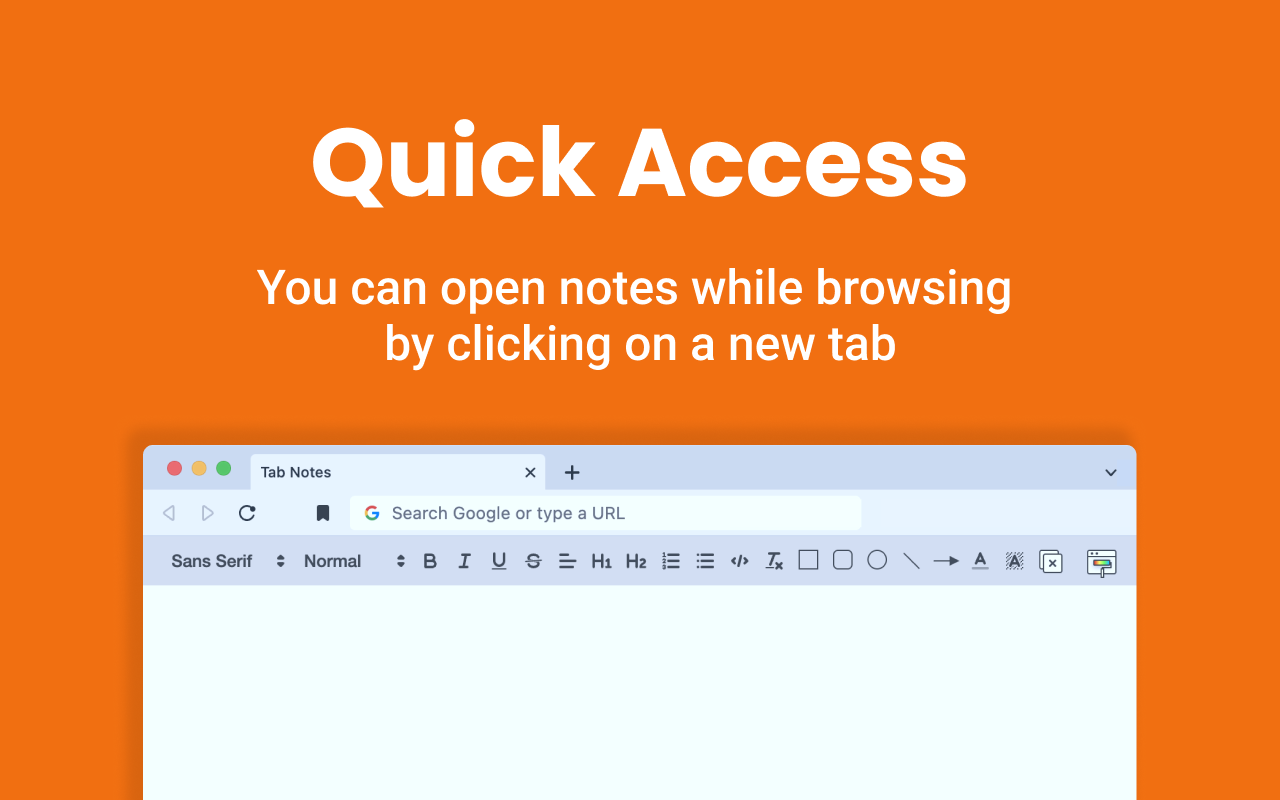 Quick Access
You can open notes while browsing
by clicking on a new tab
Tab Notes
Search Google or type a URL
Sans Serif Normal B I U S H1 H2 </> Tx A A